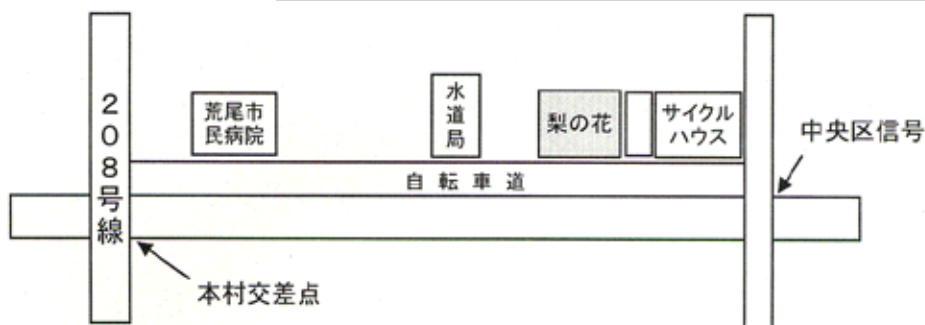 208号線
荒尾市
民病院
水道局
梨の花
サイクル
ハウス
中央区信号
自転車道
本村交差点